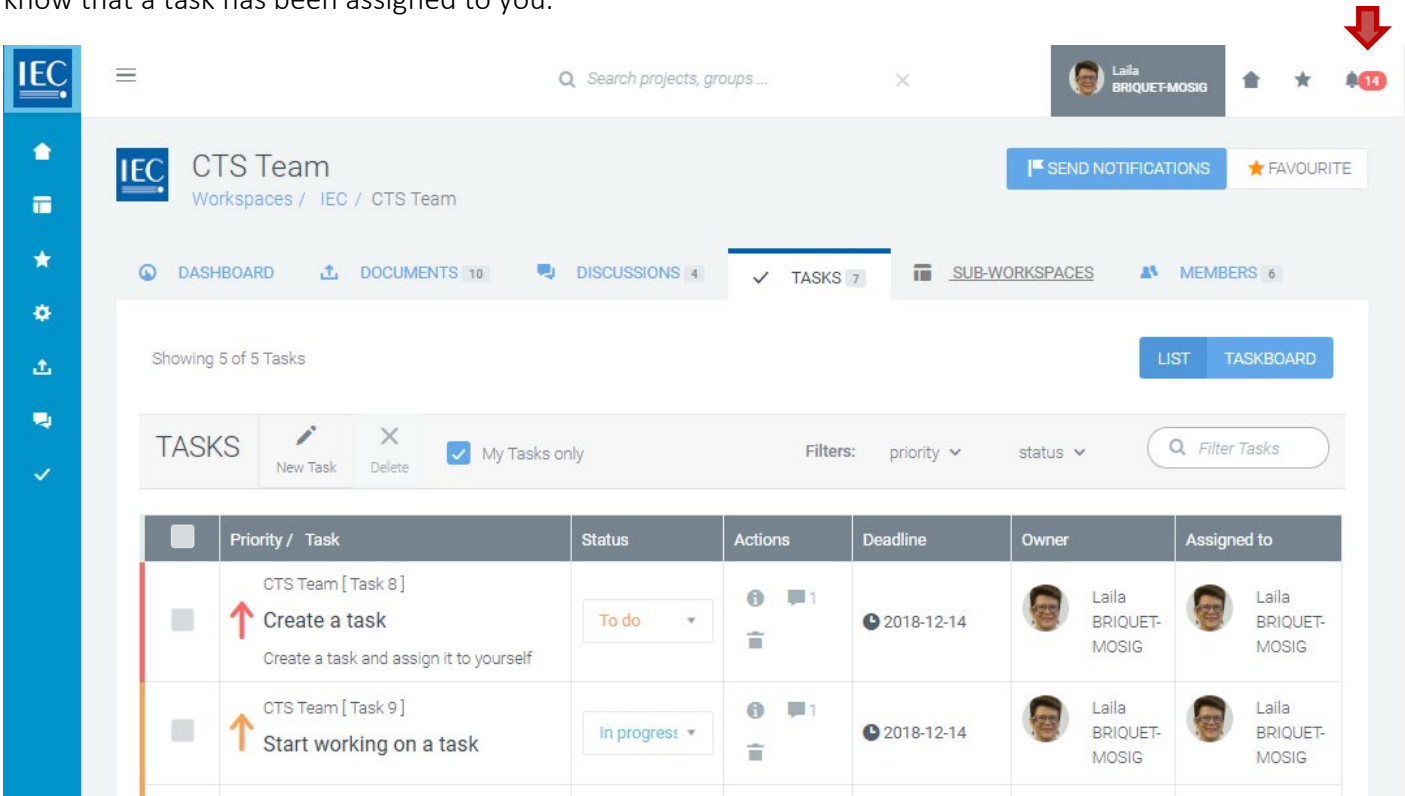 know that a task has been assigned to you.
IEC
Search projects, groups ...
Laila
BRIQUET-MOSIG
14
IEC
CTS Team
Workspaces / IEC / CTS Team
SEND NOTIFICATIONS
FAVOURITE
DASHBOARD
DOCUMENTS 10
DISCUSSIONS 4
TASKS 7
SUB-WORKSPACES
MEMBERS 6
Showing 5 of 5 Tasks
LIST
TASKBOARD
TASKS
New Task
Delete
My Tasks only
Filters:
priority
status
Filter Tasks
Priority / Task
Status
Actions
Deadline
Owner
Assigned to
CTS Team [ Task 8 ]
Create a task
Create a task and assign it to yourself
To do
1
2018-12-14
Laila
BRIQUET-
MOSIG
Laila
BRIQUET-
MOSIG
CTS Team [ Task 9 ]
Start working on a task
In progress
1
2018-12-14
Laila
BRIQUET-
MOSIG
Laila
BRIQUET-
MOSIG